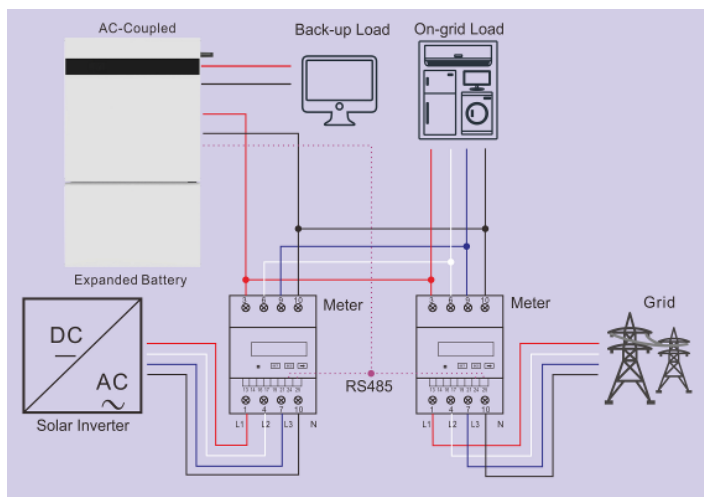 AC-Coupled
Back-up Load
On-grid Load
Expanded Battery
3 6 9 10
Meter
3 6 9 10
Meter
Grid
DC
AC
Solar Inverter
RS485
1 4 7 10
1 4 7 10
L1 L2 L3 N
L1 L2 L3 N